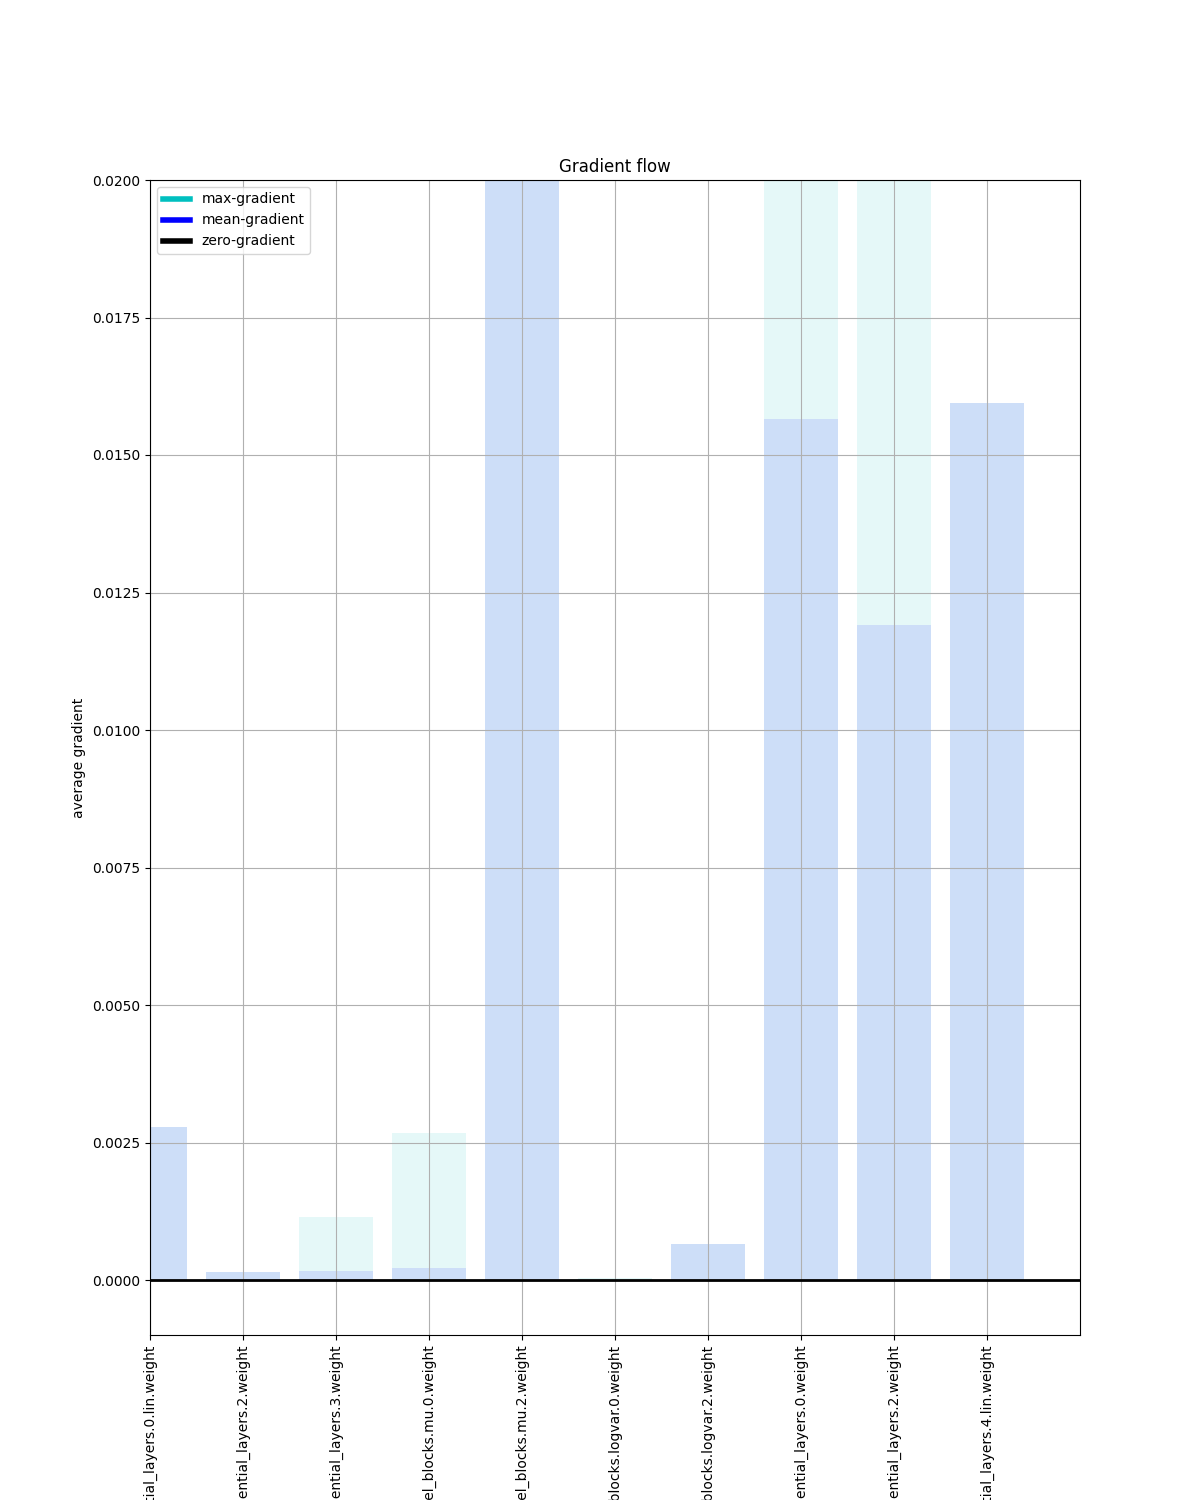 Gradient flow
max-gradient
mean-gradient
zero-gradient
0.0200
0.0175
0.0150
0.0125
0.0100
0.0075
0.0050
0.0025
0.0000
average gradient
tial_layers.0.lin.weight
ential_layers.2.weight
ential_layers.3.weight
el_blocks.mu.0.weight
el_blocks.mu.2.weight
blocks.logvar.0.weight
blocks.logvar.2.weight
ential_layers.0.weight
ential_layers.2.weight
tial_layers.4.lin.weight